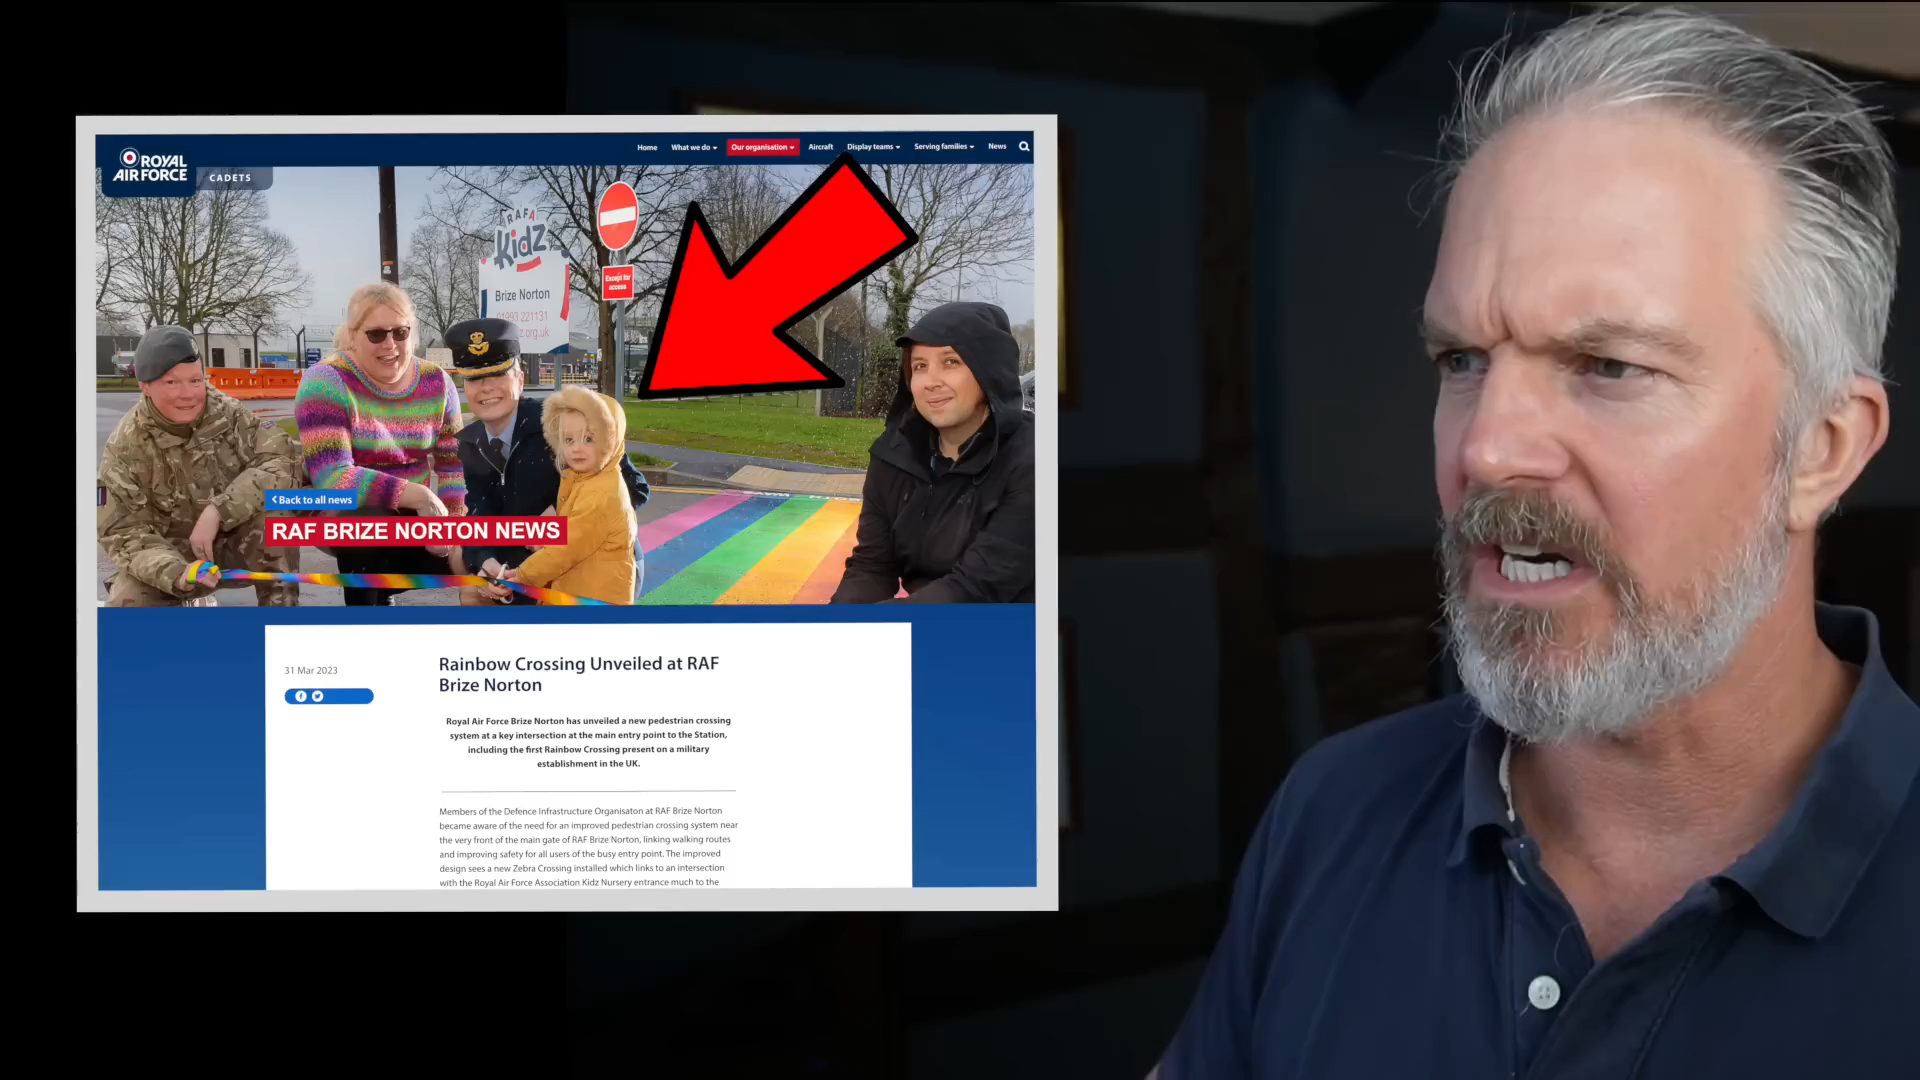 ROYAL
AIR FORCE
CADETS
Home What we do Our organisation Aircraft Display teams Serving families News
RAFA
Kidz
Brize Norton
01993 221131
z.org.uk
Except for
access
Back to all news
RAF BRIZE NORTON NEWS
31 Mar 2023
Rainbow Crossing Unveiled at RAF
Brize Norton
Royal Air Force Brize Norton has unveiled a new pedestrian crossing
system at a key intersection at the main entry point to the Station,
including the first Rainbow Crossing present on a military
establishment in the UK.
Members of the Defence Infrastructure Organisaton at RAF Brize Norton
became aware of the need for an improved pedestrian crossing system near
the very front of the main gate of RAF Brize Norton, linking walking routes
and improving safety for all users of the busy entry point. The improved
design sees a new Zebra Crossing installed which links to an intersection
with the Royal Air Force Association Kidz Nursery entrance much to the